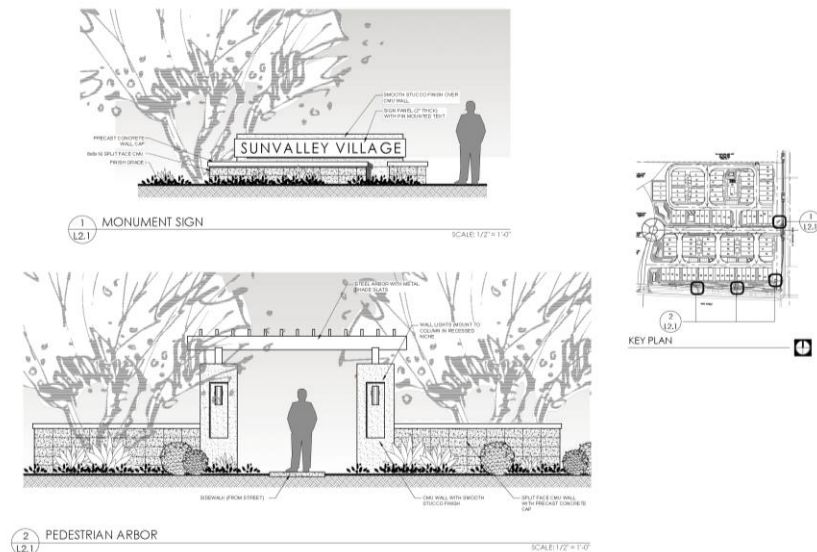 SMOOTH STUCCO FINISH OVER
CMU WALL
SIGN PANEL (2" THICK)
WITH PIN MOUNTED TEXT
PRECAST CONCRETE
WALL CAP
SPLIT FACE CMU
FINISH GRADE
SUNVALLEY VILLAGE
1
L2.1
MONUMENT SIGN
SCALE: 1/2" = 1'-0"
STEEL ARBOR WITH METAL
SHADE SLATS
WALL LIGHTS (MOUNT TO
COLUMN IN RECESSED
NICHE
SIDEWALK (FROM STREET)
CMU WALL WITH SMOOTH
STUCCO FINISH
SPLIT FACE CMU WALL
WITH PRECAST CONCRETE
CAP
2
L2.1
PEDESTRIAN ARBOR
SCALE: 1/2" = 1'-0"
1
L2.1
2
L2.1
KEY PLAN